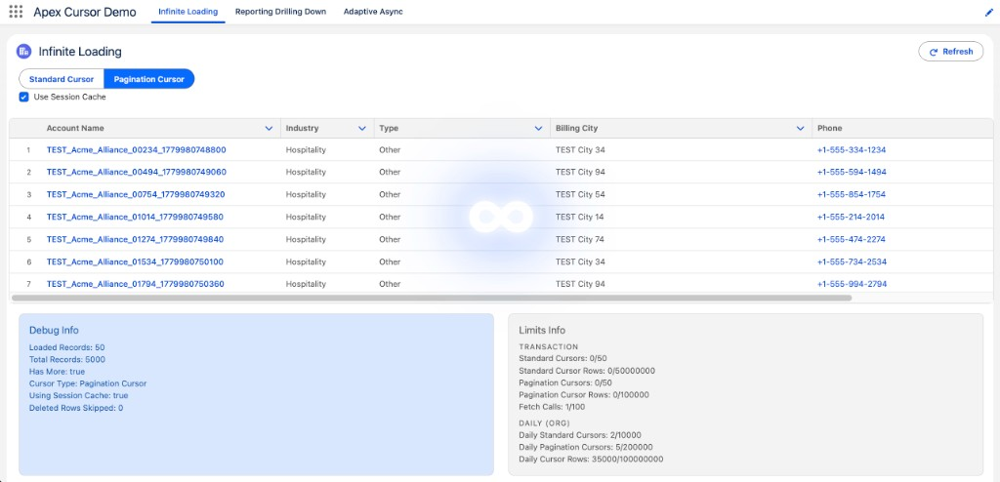 Apex Cursor Demo Infinite Loading Reporting Drilling Down Adaptive Async
Infinite Loading Refresh
Standard Cursor Pagination Cursor
Use Session Cache
Account Name Industry Type Billing City Phone
1 TEST_Acme_Alliance_00234_1779980748800 Hospitality Other TEST City 34 +1-555-334-1234
2 TEST_Acme_Alliance_00494_1779980749060 Hospitality Other TEST City 94 +1-555-594-1494
3 TEST_Acme_Alliance_00754_1779980749320 Hospitality Other TEST City 54 +1-555-854-1754
4 TEST_Acme_Alliance_01014_1779980749580 Hospitality Other TEST City 14 +1-555-214-2014
5 TEST_Acme_Alliance_01274_1779980749840 Hospitality Other TEST City 74 +1-555-474-2274
6 TEST_Acme_Alliance_01534_1779980750100 Hospitality Other TEST City 34 +1-555-734-2534
7 TEST_Acme_Alliance_01794_1779980750360 Hospitality Other TEST City 94 +1-555-994-2794
Debug Info
Loaded Records: 50
Total Records: 5000
Has More: true
Cursor Type: Pagination Cursor
Using Session Cache: true
Deleted Rows Skipped: 0
Limits Info
TRANSACTION
Standard Cursors: 0/50
Standard Cursor Rows: 0/50000000
Pagination Cursors: 0/50
Pagination Cursor Rows: 0/100000
Fetch Calls: 1/100
DAILY (ORG)
Daily Standard Cursors: 2/10000
Daily Pagination Cursors: 5/200000
Daily Cursor Rows: 35000/100000000